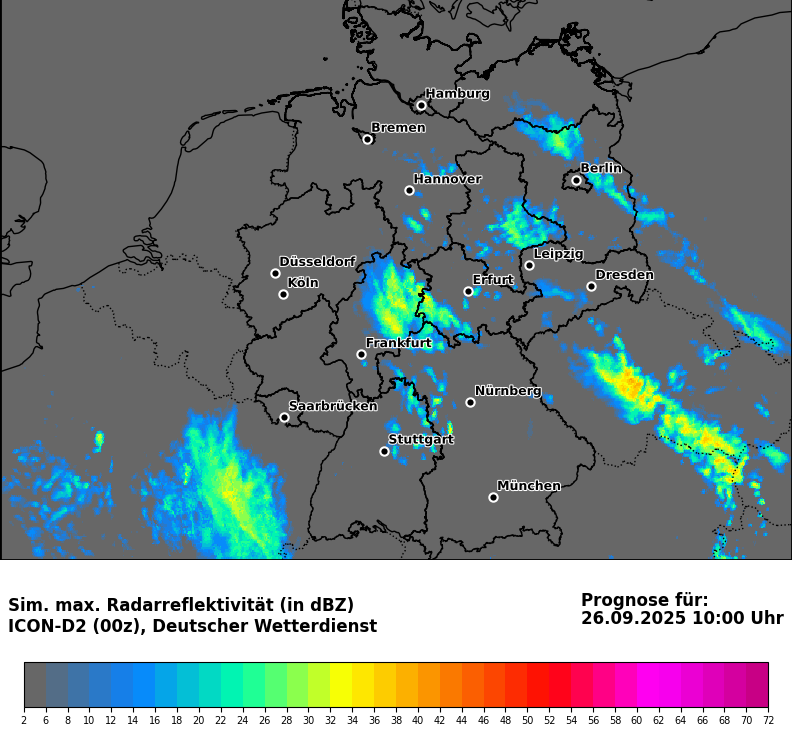 Hamburg
Bremen
Berlin
Hannover
Leipzig
Düsseldorf
Köln
Erfurt
Dresden
Frankfurt
Nürnberg
Saarbrücken
Stuttgart
München
Sim. max. Radarreflektivität (in dBZ)
ICON-D2 (00z), Deutscher Wetterdienst
Prognose für:
26.09.2025 10:00 Uhr
2 6 8 10 12 14 16 18 20 22 24 26 28 30 32 34 36 38 40 42 44 46 48 50 52 54 56 58 60 62 64 66 68 70 72